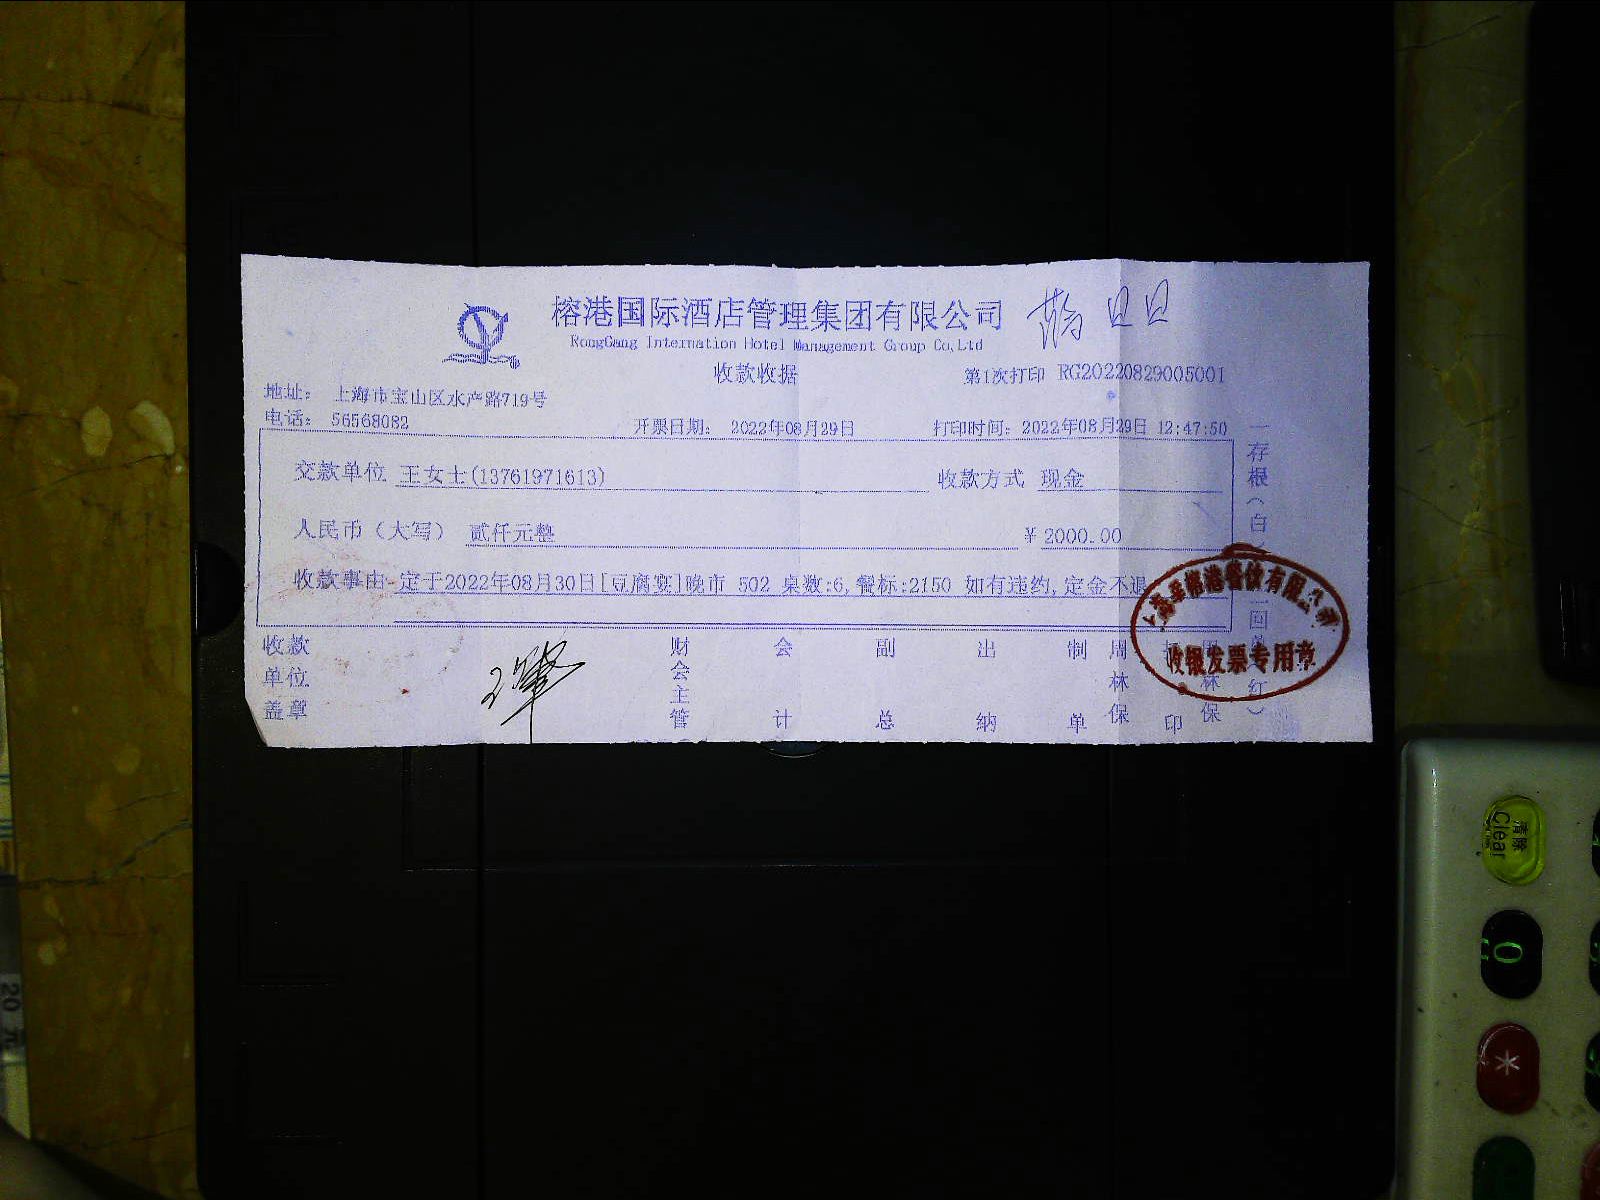 榕港国际酒店管理集团有限公司
RongGang Internation Hotel Management Group Co,Ltd
收款收据
第1次打印 RG20220829005001
地址： 上海市宝山区水产路719号
电话： 56568082
开票日期： 2022年08月29日
打印时间：2022年08月29日 12:47:50
交款单位 王女士(13761971613)
收款方式 现金
人民币（大写） 贰仟元整
¥ 2000.00
收款事由 定于2022年08月30日[豆腐宴]晚市 502 桌数:6,餐标:2150 如有违约,定金不退
收款单位盖章
财会主管
会计
副总
出纳
制单
周林保
印
林保
一存根（白
二回
红）
收银发票专用章
清除
Clear
0
*
20 元